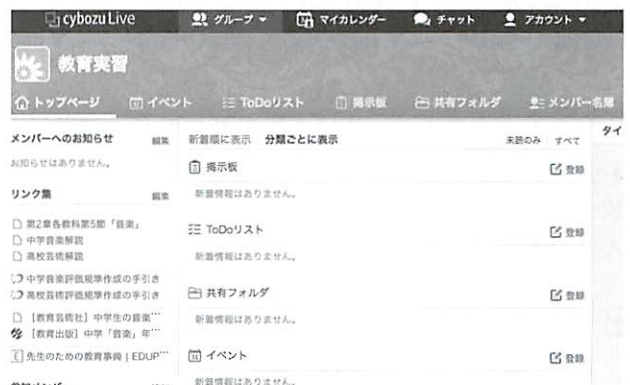 cybozu Live
グループ
マイカレンダー
チャット
アカウント
教育実習
トップページ
イベント
ToDoリスト
掲示板
共有フォルダ
メンバー名簿
メンバーへのお知らせ 編集
お知らせはありません。
リンク集 編集
第2章各教科第5節「音楽」
中学音楽解説
高校芸術解説
中学音楽評価規準作成の手引き
高校芸術評価規準作成の手引き
【教育芸術社】中学生の音楽…
【教育出版】中学「音楽」年…
先生のための教育事典 | EDUP…
新着順に表示 分類ごとに表示 未読のみ すべて
掲示板 登録
新着情報はありません。
ToDoリスト 登録
新着情報はありません。
共有フォルダ 登録
新着情報はありません。
イベント 登録
新着情報はありません。
タイ